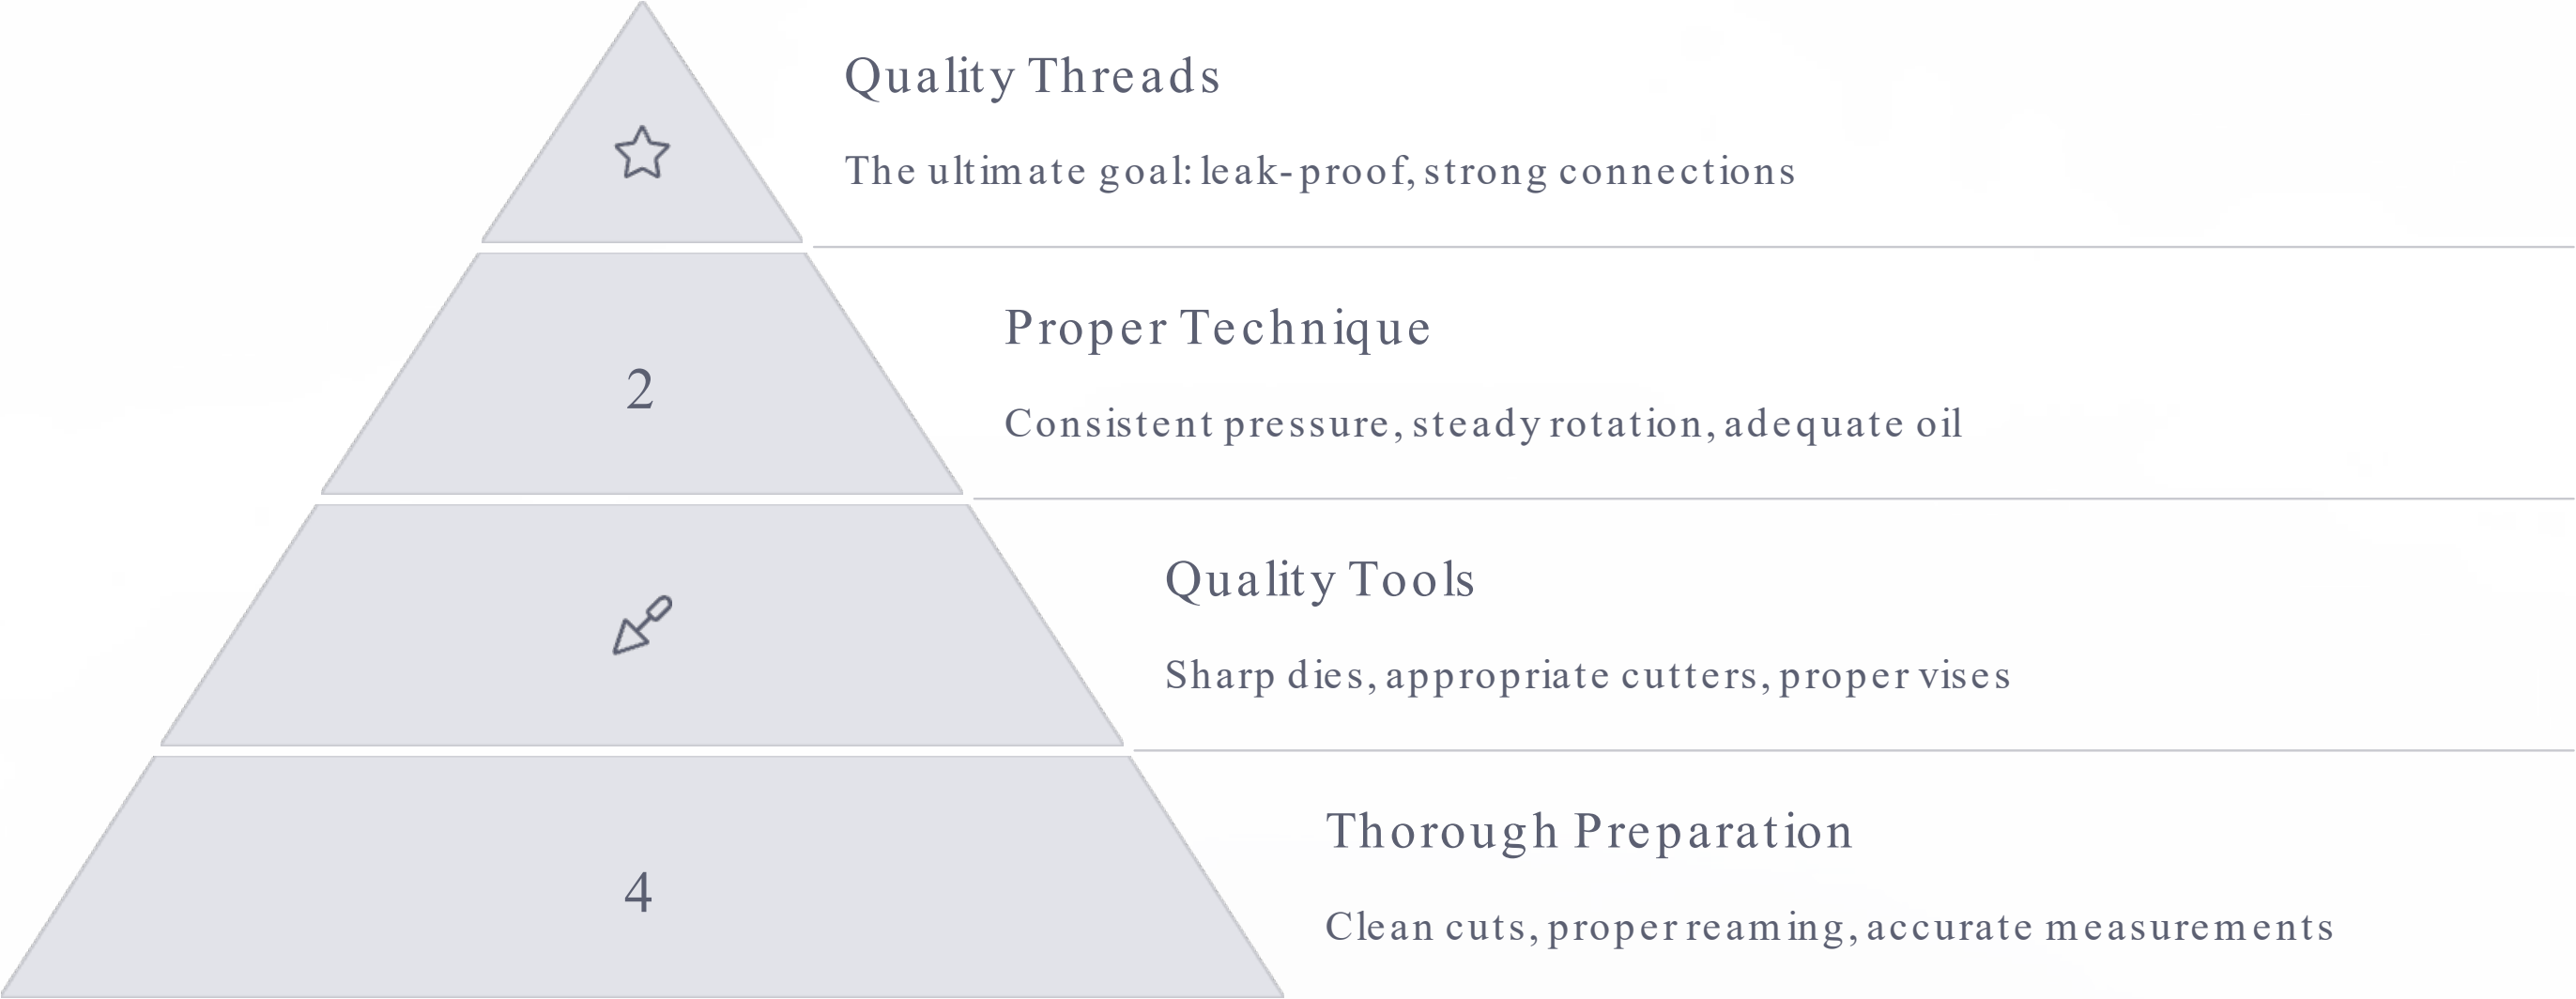 Quality Threads
The ultimate goal: leak-proof, strong connections
2
Proper Technique
Consistent pressure, steady rotation, adequate oil
Quality Tools
Sharp dies, appropriate cutters, proper vises
4
Thorough Preparation
Clean cuts, proper reaming, accurate measurements